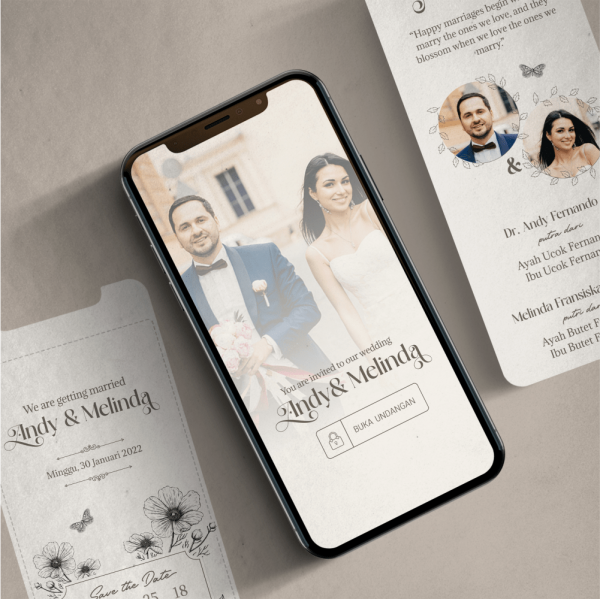 "Happy marriages begin w
marry the ones we love, and they
blossom when we love the ones we
marry."
&
Dr. Andy Fernando
putra dari
Ayah Ucok Fernan
Ibu Ucok Fernan
Melinda Fransiska
Ayah Butet F
Ibu Butet F
You are invited to our wedding
Andy & Melinda
BUKA UNDANGAN
We are getting married
Andy & Melinda
Minggu, 30 Januari 2022
Save the Date
18